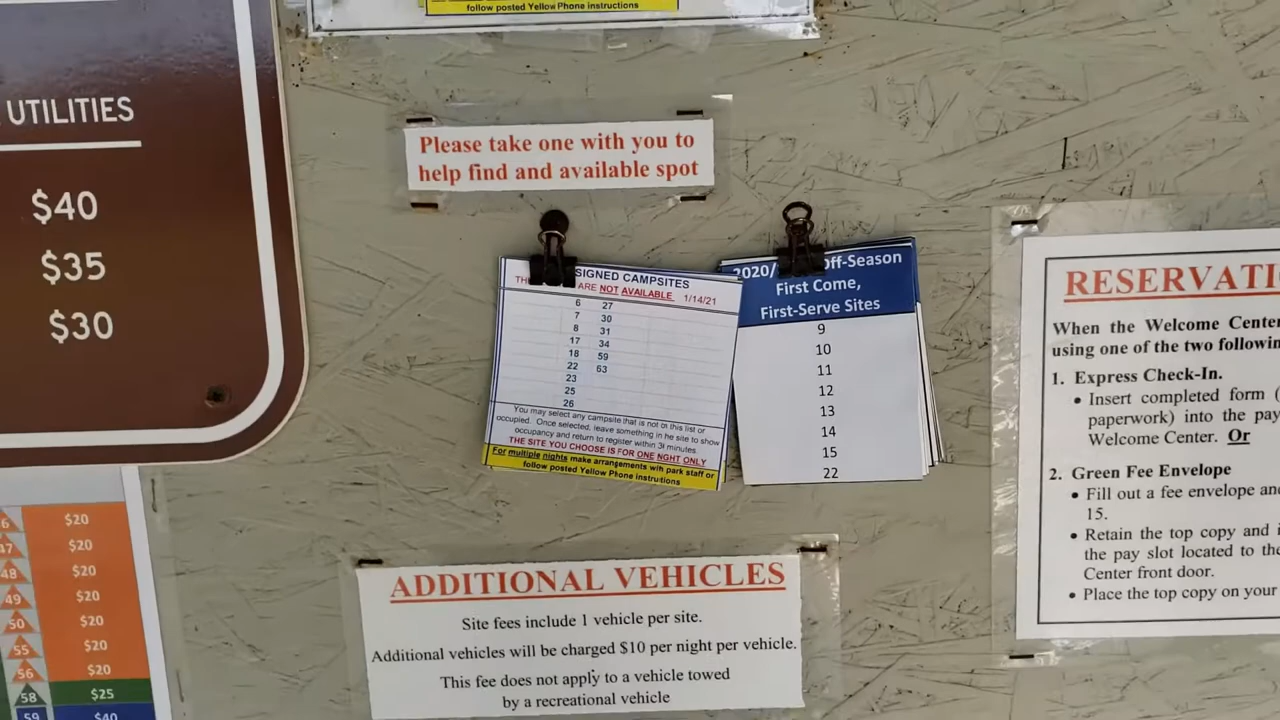 follow posted Yellow Phone instructions
UTILITIES
$40
$35
$30
Please take one with you to
help find and available spot
SIGNED CAMPSITES
ARE NOT AVAILABLE 1/14/21
6 27
7 30
8 31
17 34
18 59
22 63
23
25
26
You may select any campsite that is not on this list or
occupied. Once selected, leave something in he site to show
occupancy and return to register within 3 minutes.
THE SITE YOU CHOOSE IS FOR ONE NGHT ONLY
For multiple nights make arrangements with park staff or
follow posted Yellow Phone instructions
2020/ off-Season
First Come,
First-Serve Sites
9
10
11
12
13
14
15
22
RESERVATI
When the Welcome Center
using one of the two followin
1. Express Check-In.
• Insert completed form (
paperwork) into the pay
Welcome Center. Or
2. Green Fee Envelope
• Fill out a fee envelope and
15.
• Retain the top copy and
the pay slot located to the
Center front door.
• Place the top copy on your
6 $20
47 $20
48 $20
49 $20
50 $20
55 $20
56 $20
58 $25
59 $40
ADDITIONAL VEHICLES
Site fees include 1 vehicle per site.
Additional vehicles will be charged $10 per night per vehicle.
This fee does not apply to a vehicle towed
by a recreational vehicle